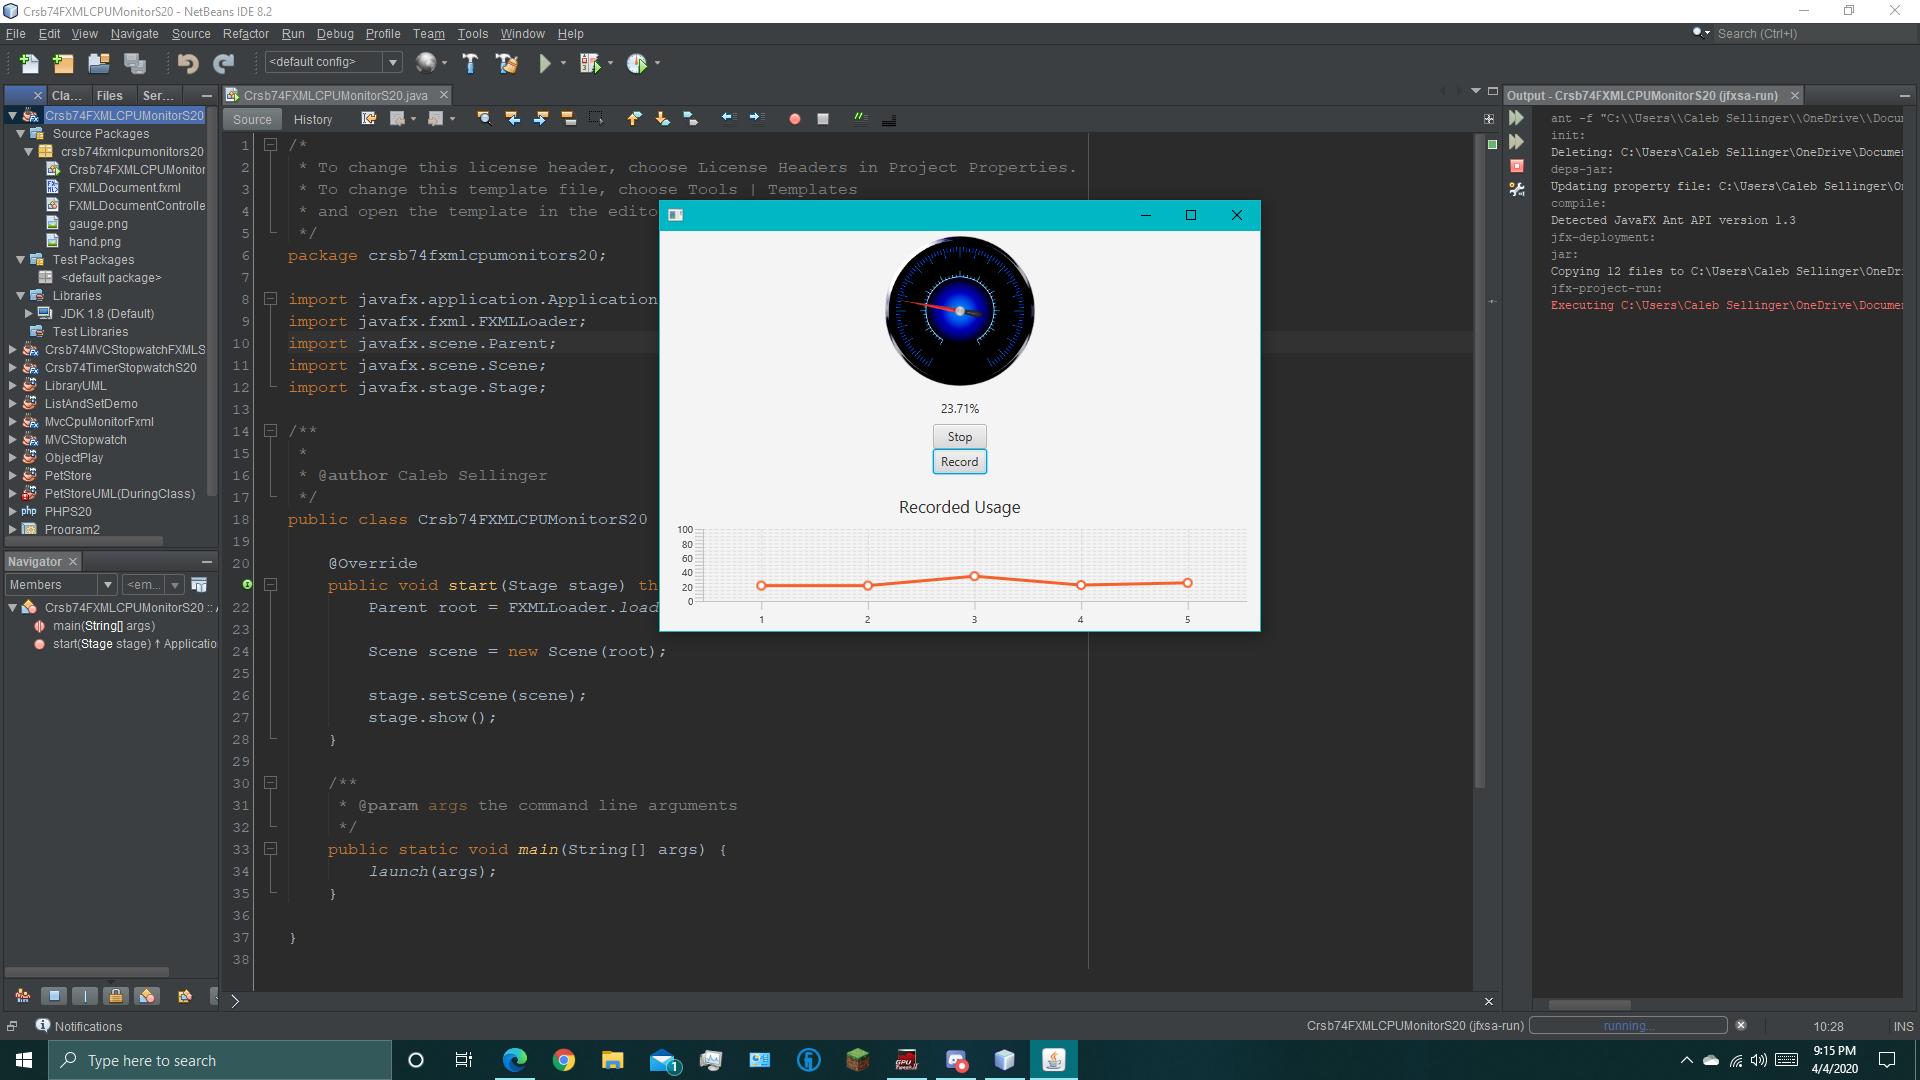 Crsb74FXMLCPUMonitorS20 - NetBeans IDE 8.2
File Edit View Navigate Source Refactor Run Debug Profile Team Tools Window Help
Search (Ctrl+I)
<default config>
Cla... Files Ser...
Crsb74FXMLCPUMonitorS20
Source Packages
crsb74fxmlcpumonitors20
Crsb74FXMLCPUMonitor
FXMLDocument.fxml
FXMLDocumentControlle
gauge.png
hand.png
Test Packages
<default package>
Libraries
JDK 1.8 (Default)
Test Libraries
Crsb74MVCStopwatchFXMLS
Crsb74TimerStopwatchS20
LibraryUML
ListAndSetDemo
MvcCpuMonitorFxml
MVCStopwatch
ObjectPlay
PetStore
PetStoreUML(DuringClass)
php PHPS20
Program2
Navigator
Members <em...
Crsb74FXMLCPUMonitorS20 :: A
main(String[] args)
start(Stage stage) ↑ Applicatio
Crsb74FXMLCPUMonitorS20.java
Source History
1 /*
2 * To change this license header, choose License Headers in Project Properties.
3 * To change this template file, choose Tools | Templates
4 * and open the template in the edito
5 */
6 package crsb74fxmlcpumonitors20;
7
8 import javafx.application.Application
9 import javafx.fxml.FXMLLoader;
10 import javafx.scene.Parent;
11 import javafx.scene.Scene;
12 import javafx.stage.Stage;
13
14 /**
15 *
16 * @author Caleb Sellinger
17 */
18 public class Crsb74FXMLCPUMonitorS20
19
20 @Override
public void start(Stage stage) th
22 Parent root = FXMLLoader.load
23
24 Scene scene = new Scene(root);
25
26 stage.setScene(scene);
27 stage.show();
28 }
29
30 /**
31 * @param args the command line arguments
32 */
33 public static void main(String[] args) {
34 launch(args);
35 }
36
37 }
38
23.71%
Stop
Record
Recorded Usage
100
80
60
40
20
0
1 2 3 4 5
Output - Crsb74FXMLCPUMonitorS20 (jfxsa-run)
ant -f "C:\\Users\\Caleb Sellinger\\OneDrive\\Docum
init:
Deleting: C:\Users\Caleb Sellinger\OneDrive\Documen
deps-jar:
Updating property file: C:\Users\Caleb Sellinger\On
compile:
Detected JavaFX Ant API version 1.3
jfx-deployment:
jar:
Copying 12 files to C:\Users\Caleb Sellinger\OneDri
jfx-project-run:
Executing C:\Users\Caleb Sellinger\OneDrive\Documen
Notifications
Crsb74FXMLCPUMonitorS20 (jfxsa-run) running... 10:28 INS
Type here to search
1
GPU
9:15 PM
4/4/2020